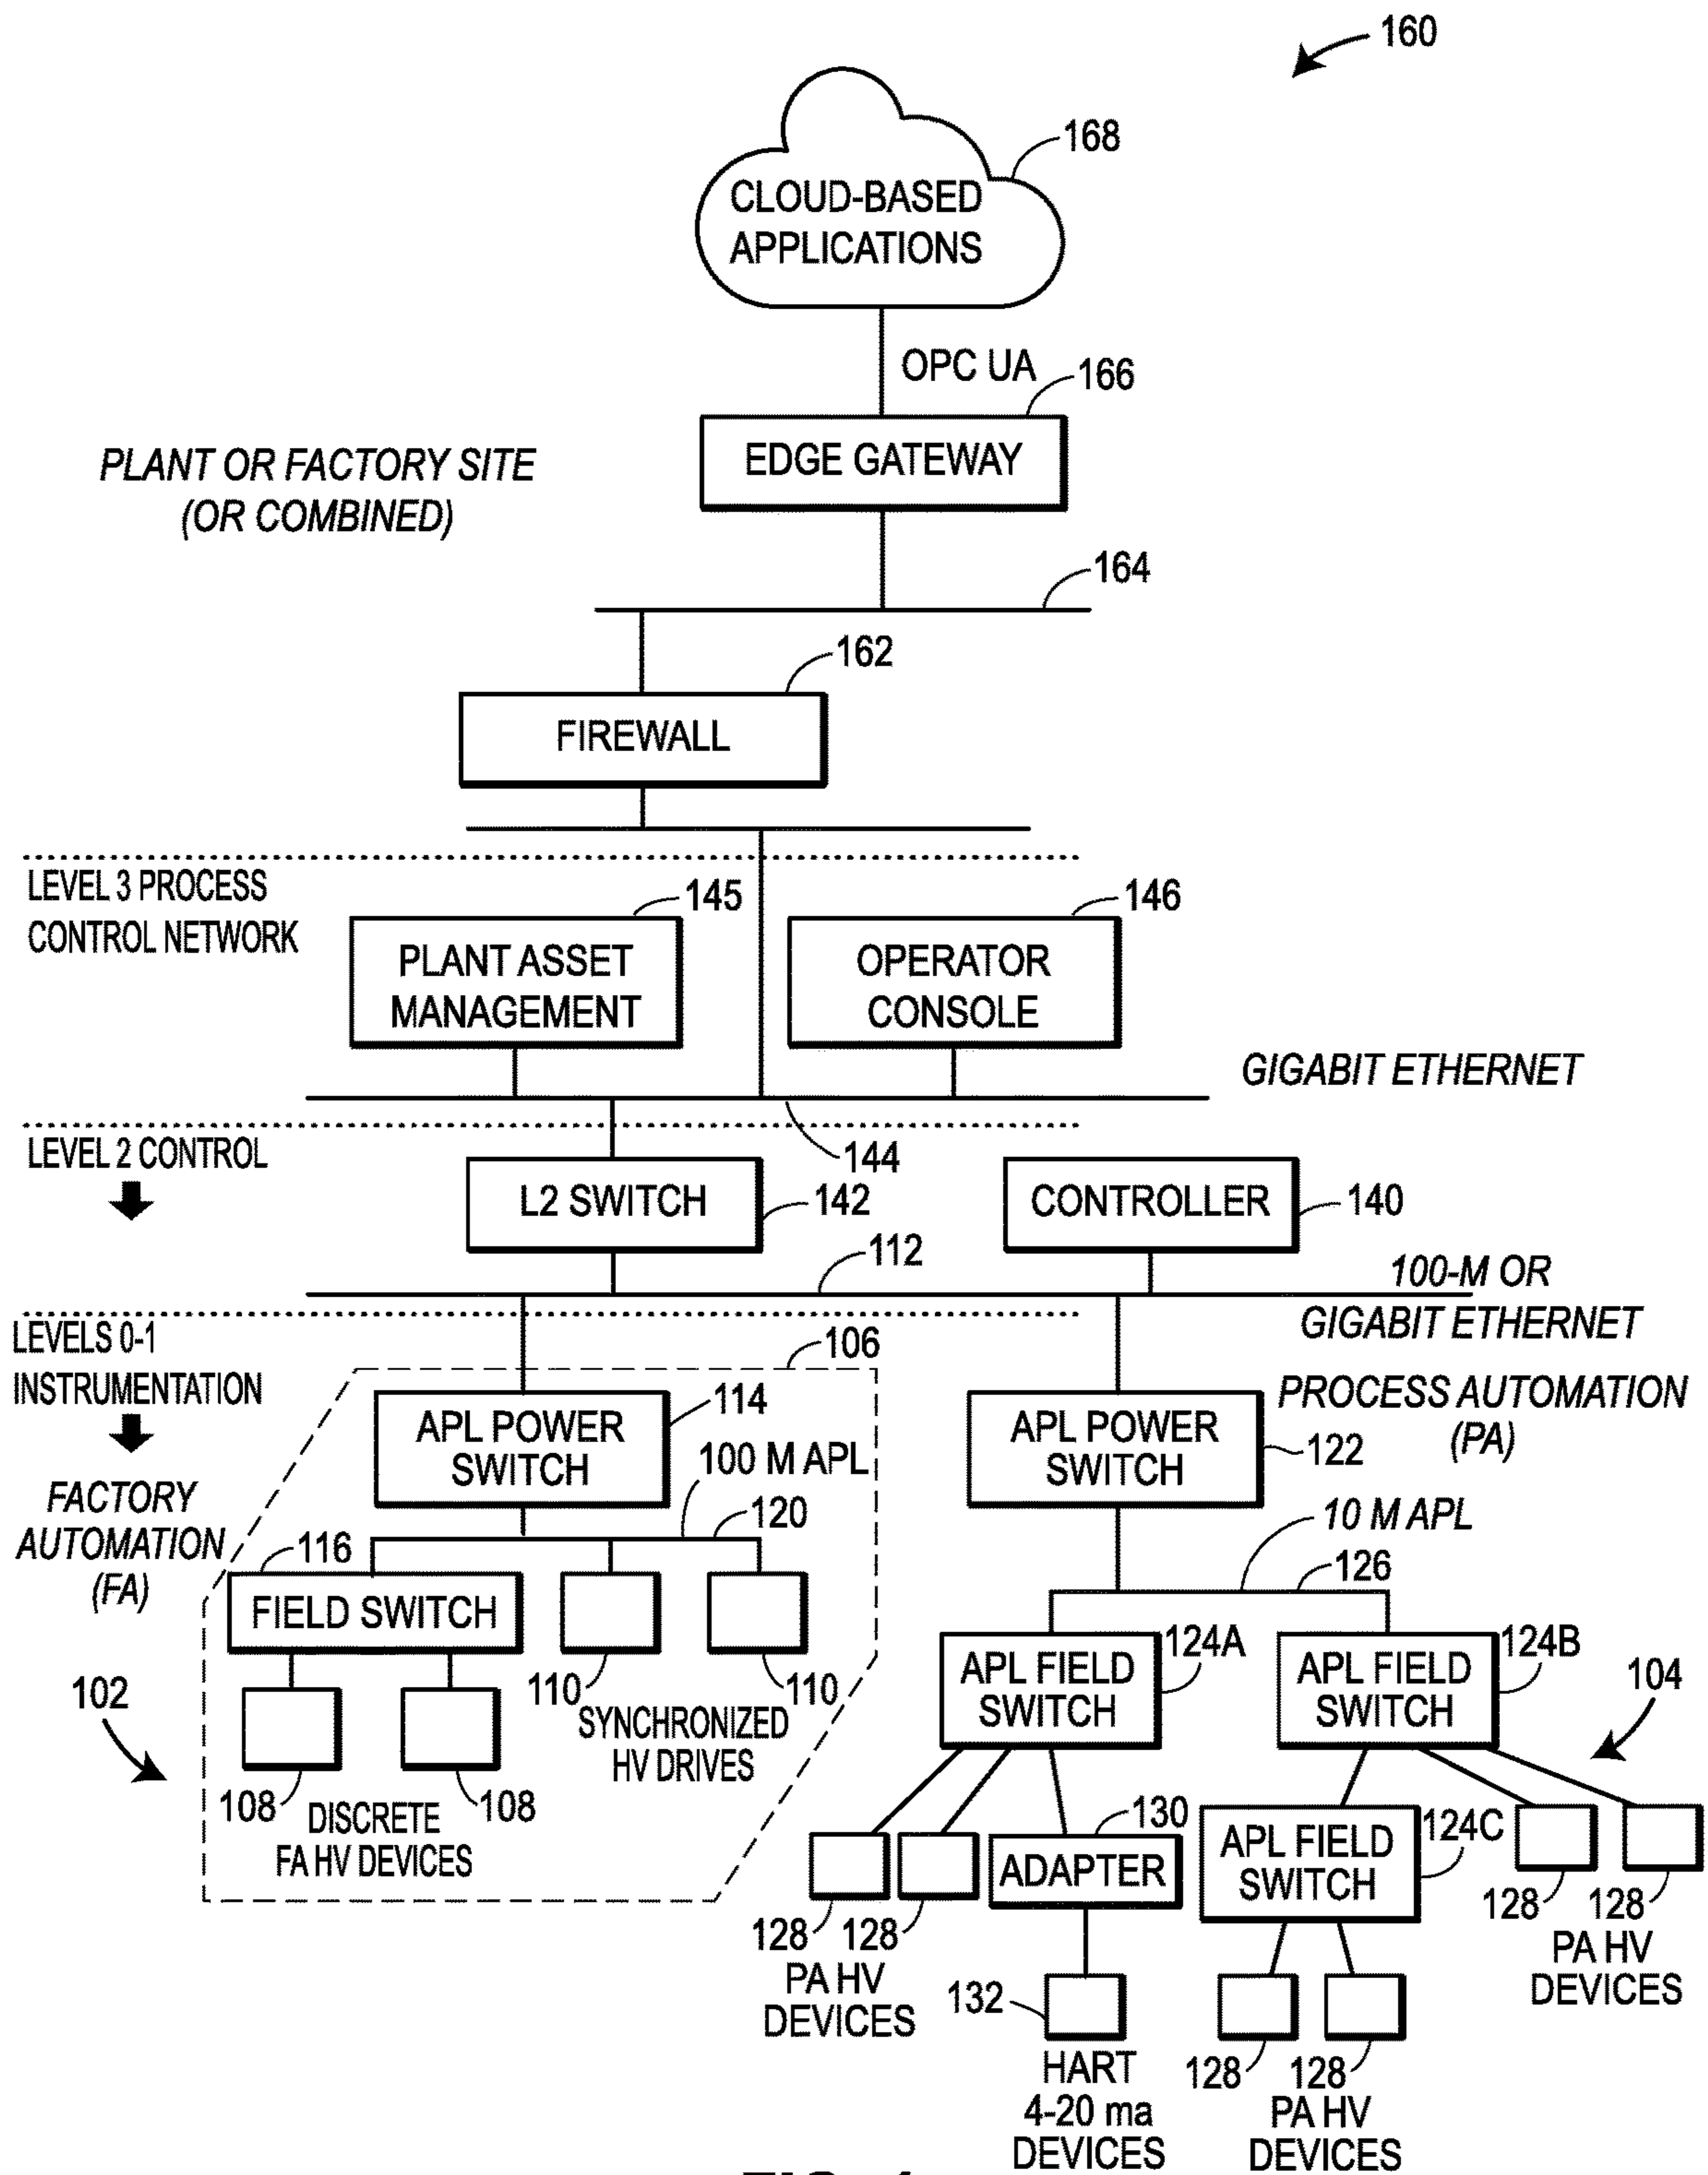 160
168
CLOUD-BASED
APPLICATIONS
OPC UA
166
EDGE GATEWAY
PLANT OR FACTORY SITE
(OR COMBINED)
164
162
FIREWALL
LEVEL 3 PROCESS
CONTROL NETWORK
145
146
PLANT ASSET
MANAGEMENT
OPERATOR
CONSOLE
GIGABIT ETHERNET
LEVEL 2 CONTROL
144
L2 SWITCH
142
CONTROLLER
140
112
100-M OR
GIGABIT ETHERNET
LEVELS 0-1
INSTRUMENTATION
106
APL POWER
SWITCH
114
100 M APL
120
APL POWER
SWITCH
122
PROCESS AUTOMATION
(PA)
FACTORY
AUTOMATION
(FA)
116
FIELD SWITCH
10 M APL
126
110
110
SYNCHRONIZED
HV DRIVES
102
108
108
DISCRETE
FA HV DEVICES
APL FIELD
SWITCH
124A
APL FIELD
SWITCH
124B
104
130
ADAPTER
APL FIELD
SWITCH
124C
128
128
PA HV
DEVICES
128
128
PA HV
DEVICES
132
HART
4-20 ma
DEVICES
128
128
PA HV
DEVICES